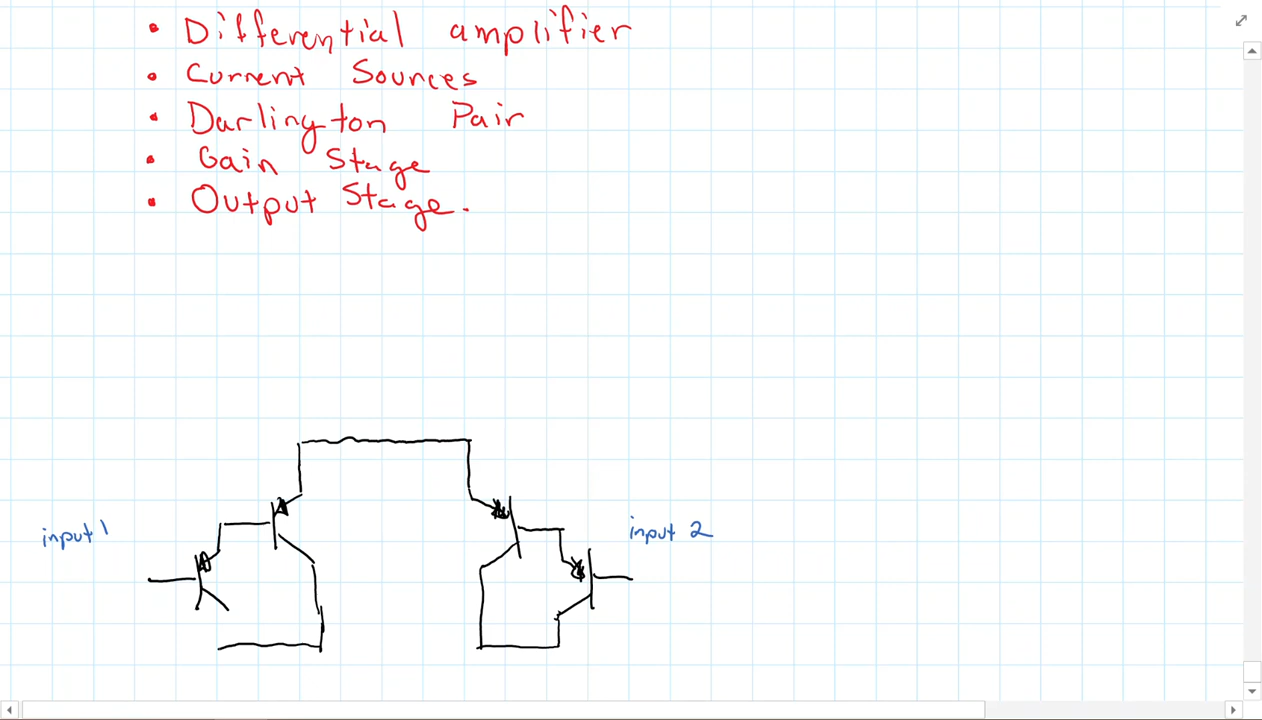 • Differential amplifier
• Current Sources
• Darlington Pair
• Gain Stage
• Output Stage.
input 1
input 2